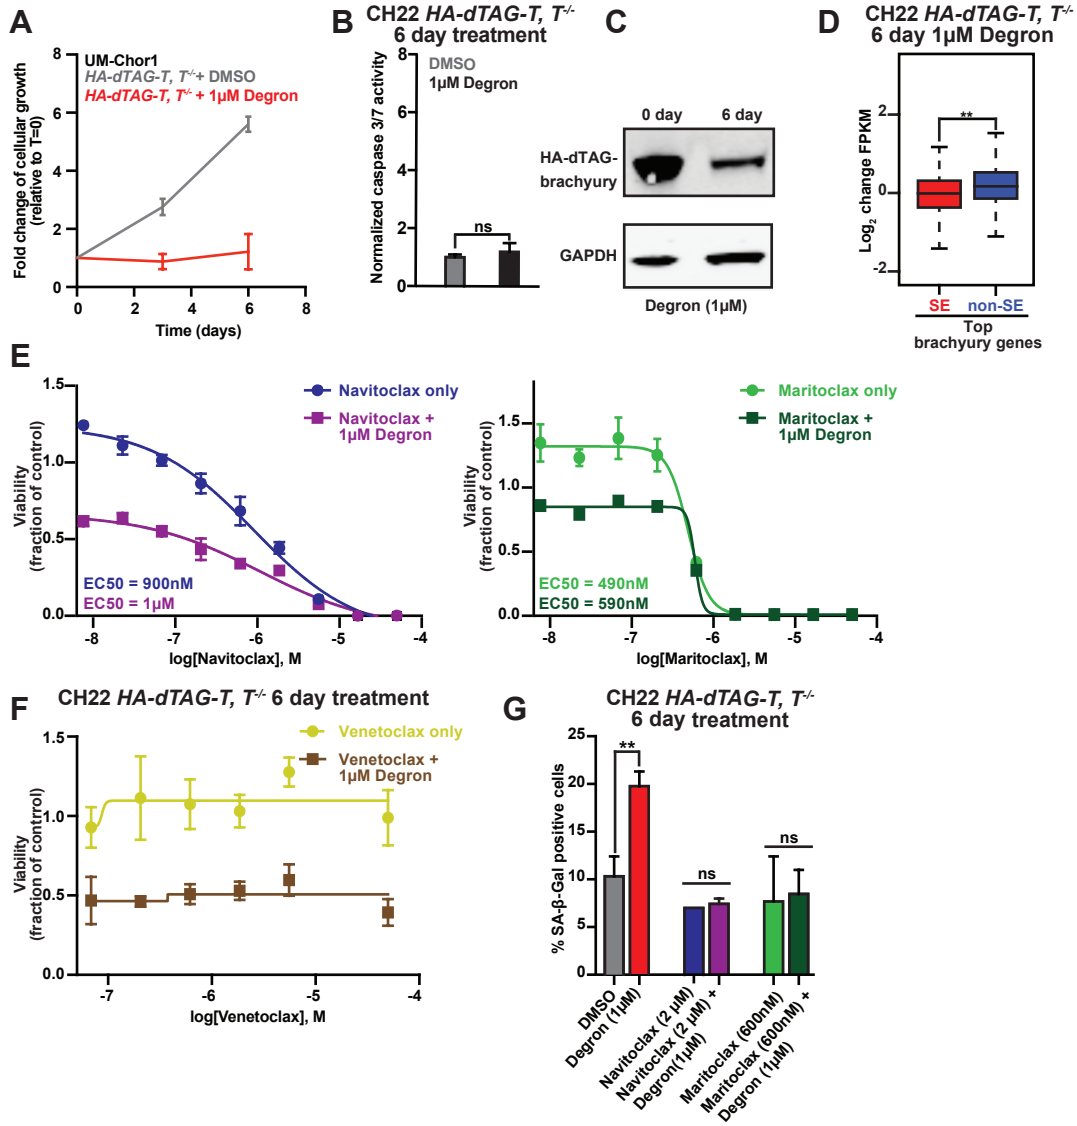 A
UM-Chor1
HA-dTAG-T, T-/- + DMSO
HA-dTAG-T, T-/- + 1μM Degron
Fold change of cellular growth
(relative to T=0)
8
6
4
2
0
0 2 4 6 8
Time (days)
B
CH22 HA-dTAG-T, T-/-
6 day treatment
DMSO
1μM Degron
Normalized caspase 3/7 activity
8
6
4
2
0
ns
C
0 day 6 day
HA-dTAG-
brachyury
GAPDH
Degron (1μM)
D
CH22 HA-dTAG-T, T-/-
6 day 1μM Degron
Log2 change FPKM
2
0
-2
**
SE non-SE
Top
brachyury genes
E
Viability
(fraction of control)
1.5
1.0
0.5
0.0
Navitoclax only
Navitoclax +
1μM Degron
EC50 = 900nM
EC50 = 1μM
-8 -7 -6 -5 -4
log[Navitoclax], M
Viability
(fraction of control)
1.5
1.0
0.5
0.0
Maritoclax only
Maritoclax +
1μM Degron
EC50 = 490nM
EC50 = 590nM
-8 -7 -6 -5 -4
log[Maritoclax], M
F
CH22 HA-dTAG-T, T-/- 6 day treatment
Viability
(fraction of contrrol)
1.5
1.0
0.5
0.0
Venetoclax only
Venetoclax +
1μM Degron
-7 -6 -5 -4
log[Venetoclax], M
G
CH22 HA-dTAG-T, T-/-
6 day treatment
% SA-β-Gal positive cells
25
20
15
10
5
0
**
ns
ns
DMSO
Degron (1μM)
Navitoclax (2 μM)
Navitoclax (2 μM) +
Degron(1μM)
Maritoclax (600nM)
Maritoclax (600nM) +
Degron (1μM)